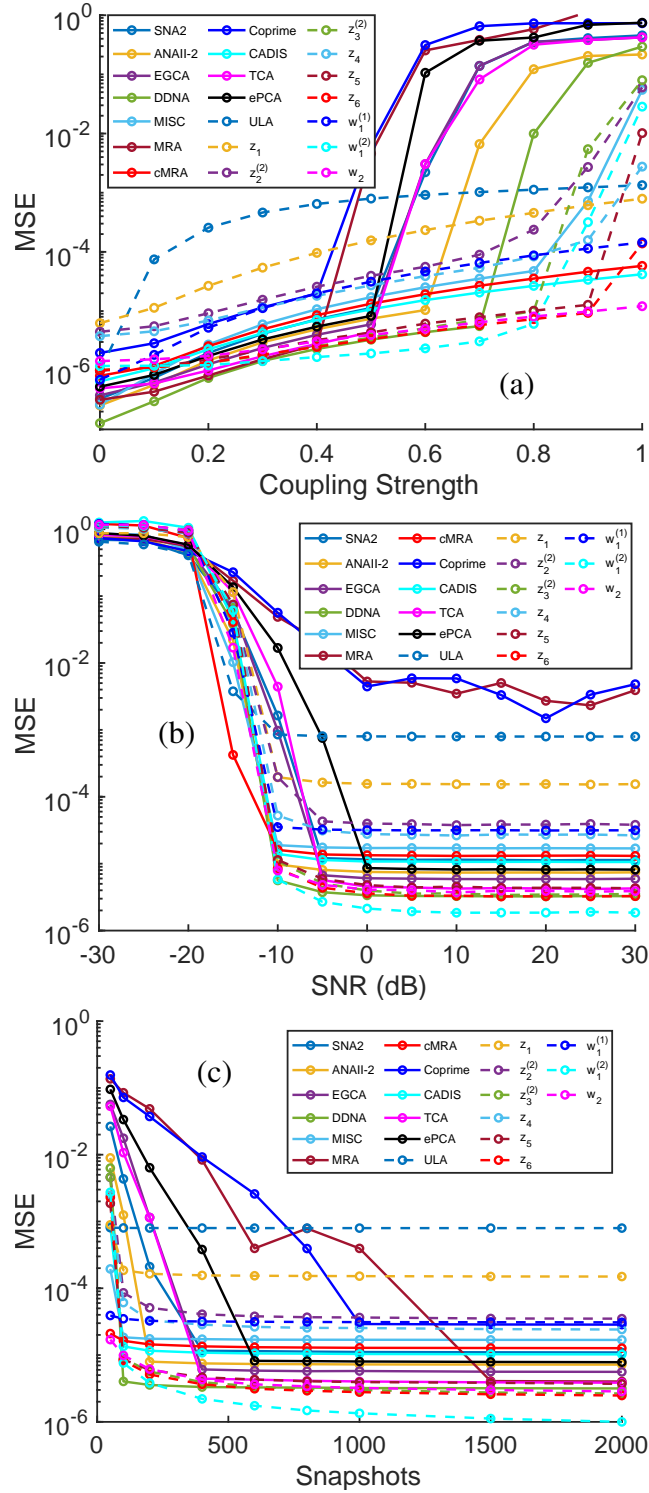 10^0
10^-2
10^-4
10^-6
MSE
SNA2
ANAII-2
EGCA
DDNA
MISC
MRA
cMRA
Coprime
CADIS
TCA
ePCA
ULA
z_1
z_2^(2)
z_3^(2)
z_4
z_5
z_6
w_1^(1)
w_1^(2)
w_2
(a)
0 0.2 0.4 0.6 0.8 1
Coupling Strength
10^0
10^-2
10^-4
10^-6
MSE
SNA2
ANAII-2
EGCA
DDNA
MISC
MRA
cMRA
Coprime
CADIS
TCA
ePCA
ULA
z_1
z_2^(2)
z_3^(2)
z_4
z_5
z_6
w_1^(1)
w_1^(2)
w_2
(b)
-30 -20 -10 0 10 20 30
SNR (dB)
10^0
10^-2
10^-4
10^-6
MSE
(c)
SNA2
ANAII-2
EGCA
DDNA
MISC
MRA
cMRA
Coprime
CADIS
TCA
ePCA
ULA
z_1
z_2^(2)
z_3^(2)
z_4
z_5
z_6
w_1^(1)
w_1^(2)
w_2
0 500 1000 1500 2000
Snapshots